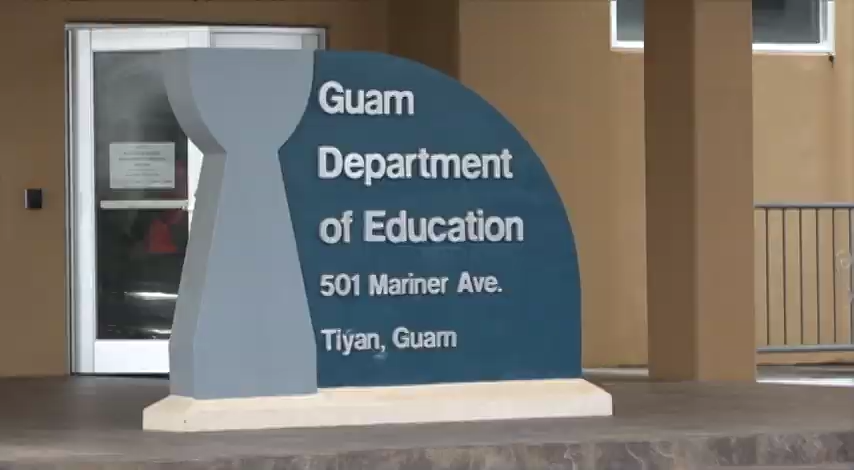 Guam
Department
of Education
501 Mariner Ave.
Tiyan, Guam